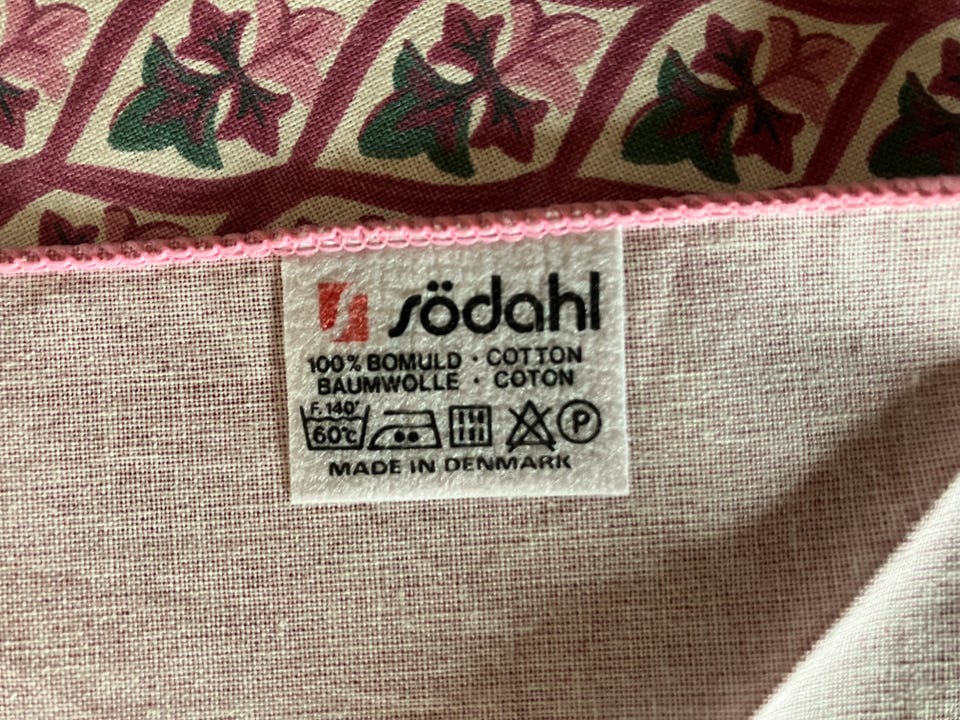 södahl
100% BOMULD · COTTON
BAUMWOLLE · COTON
F. 140°
60°C
P
MADE IN DENMARK